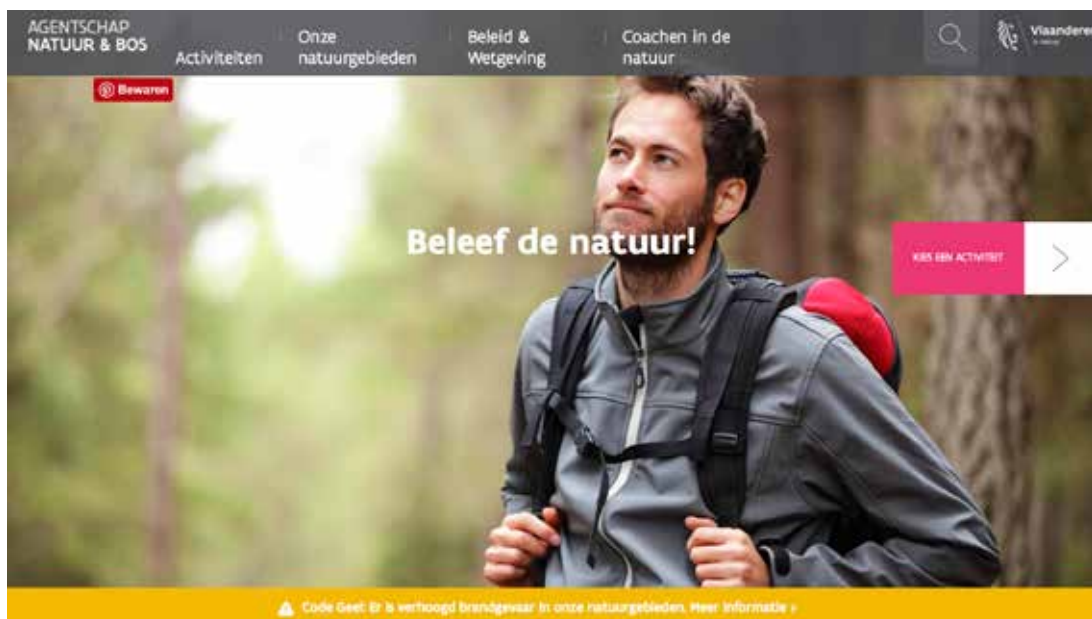 AGENTSCHAP
NATUUR & BOS
Activiteiten
Onze
natuurgebieden
Beleid &
Wetgeving
Coachen in de
natuur
Vlaanderen
Bewaren
Beleef de natuur!
KIES EEN ACTIVITEIT
Code Geel: Er is verhoogd brandgevaar in onze natuurgebieden. Meer informatie >